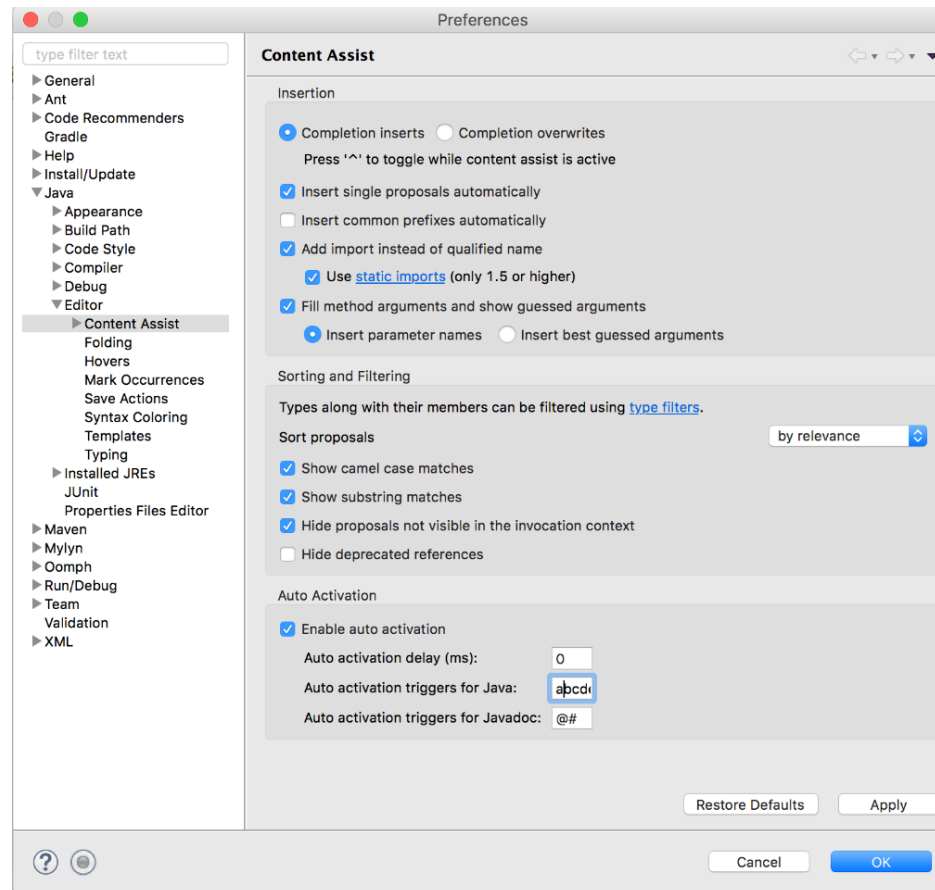 Preferences
type filter text
Content Assist
General
Ant
Code Recommenders
Gradle
Help
Install/Update
Java
Appearance
Build Path
Code Style
Compiler
Debug
Editor
Content Assist
Folding
Hovers
Mark Occurrences
Save Actions
Syntax Coloring
Templates
Typing
Installed JREs
JUnit
Properties Files Editor
Maven
Mylyn
Oomph
Run/Debug
Team
Validation
XML
Insertion
Completion inserts Completion overwrites
Press '^' to toggle while content assist is active
Insert single proposals automatically
Insert common prefixes automatically
Add import instead of qualified name
Use static imports (only 1.5 or higher)
Fill method arguments and show guessed arguments
Insert parameter names Insert best guessed arguments
Sorting and Filtering
Types along with their members can be filtered using type filters.
Sort proposals by relevance
Show camel case matches
Show substring matches
Hide proposals not visible in the invocation context
Hide deprecated references
Auto Activation
Enable auto activation
Auto activation delay (ms): 0
Auto activation triggers for Java: abcde
Auto activation triggers for Javadoc: @#
Restore Defaults Apply
? Cancel OK